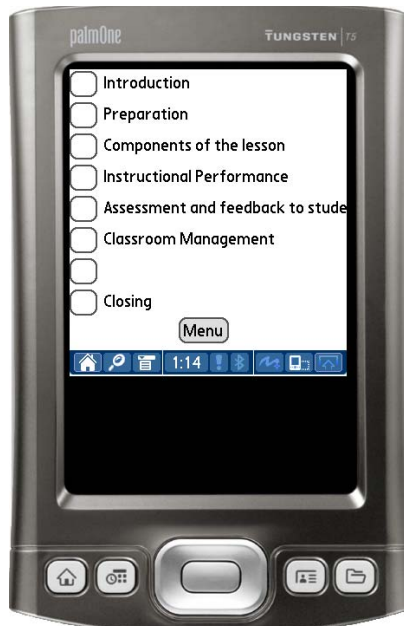 palmOne
TUNGSTEN | T5
Introduction
Preparation
Components of the lesson
Instructional Performance
Assessment and feedback to stude
Classroom Management
Closing
Menu
1:14